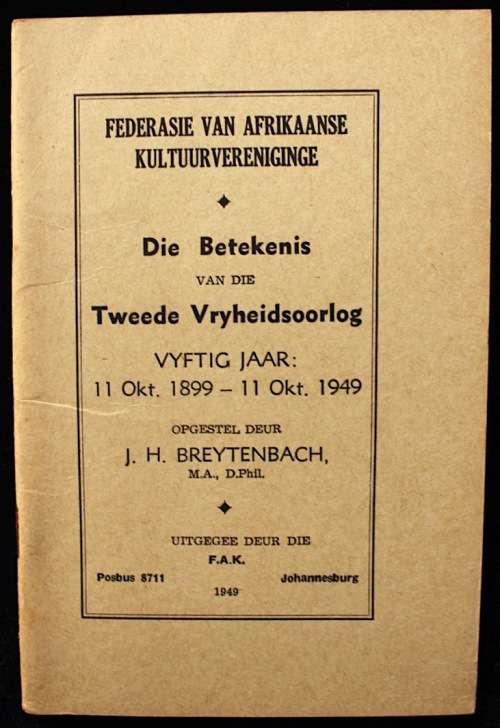 FEDERASIE VAN AFRIKAANSE
KULTUURVERENIGINGE
Die Betekenis
VAN DIE
Tweede Vryheidsoorlog
VYFTIG JAAR:
11 Okt. 1899 – 11 Okt. 1949
OPGESTEL DEUR
J. H. BREYTENBACH,
M.A., D.Phil.
UITGEGEE DEUR DIE
F.A.K.
Posbus 8711 Johannesburg
1949